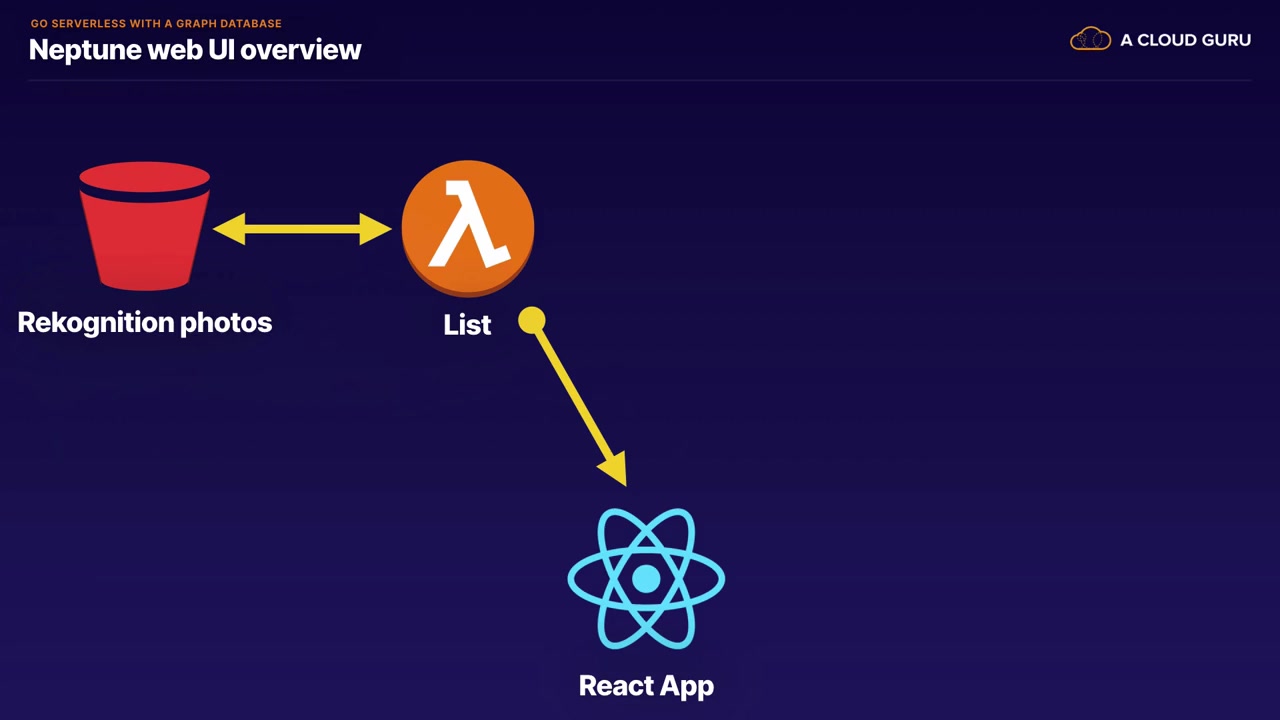 GO SERVERLESS WITH A GRAPH DATABASE
Neptune web UI overview
A CLOUD GURU
Rekognition photos
List
React App